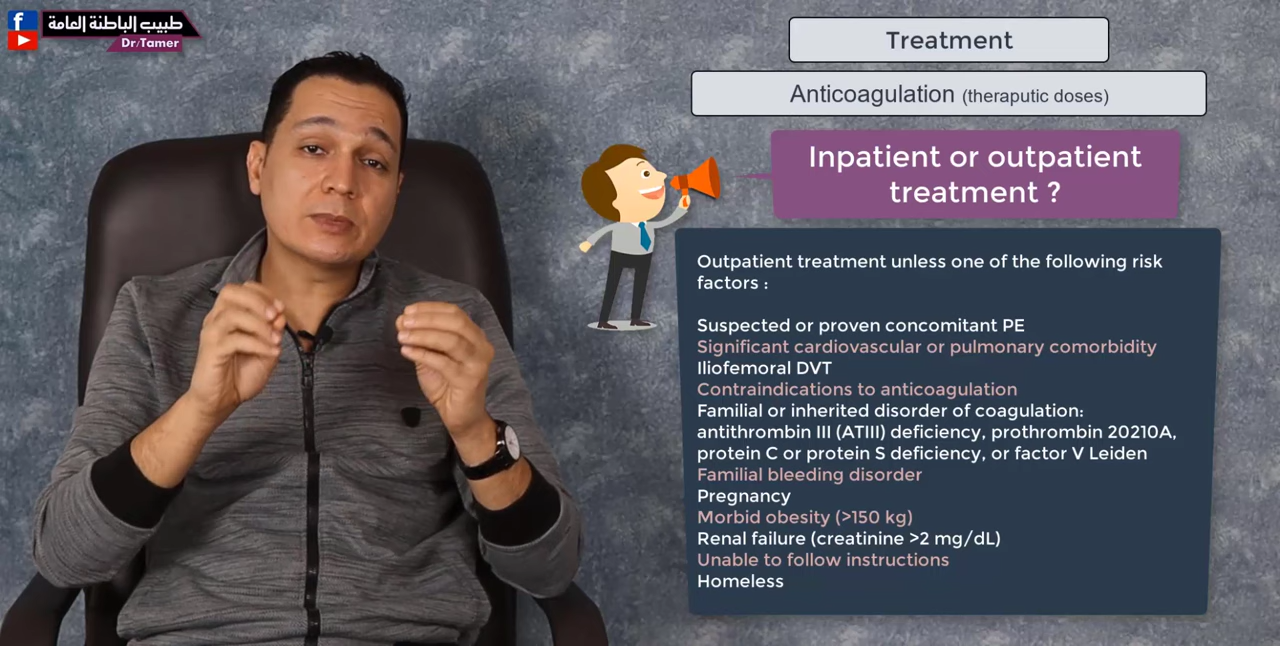 طبيب الباطنة العامة
Dr/Tamer
Treatment
Anticoagulation (theraputic doses)
Inpatient or outpatient
treatment ?
Outpatient treatment unless one of the following risk
factors :
Suspected or proven concomitant PE
Significant cardiovascular or pulmonary comorbidity
Iliofemoral DVT
Contraindications to anticoagulation
Familial or inherited disorder of coagulation:
antithrombin III (ATIII) deficiency, prothrombin 20210A,
protein C or protein S deficiency, or factor V Leiden
Familial bleeding disorder
Pregnancy
Morbid obesity (>150 kg)
Renal failure (creatinine >2 mg/dL)
Unable to follow instructions
Homeless